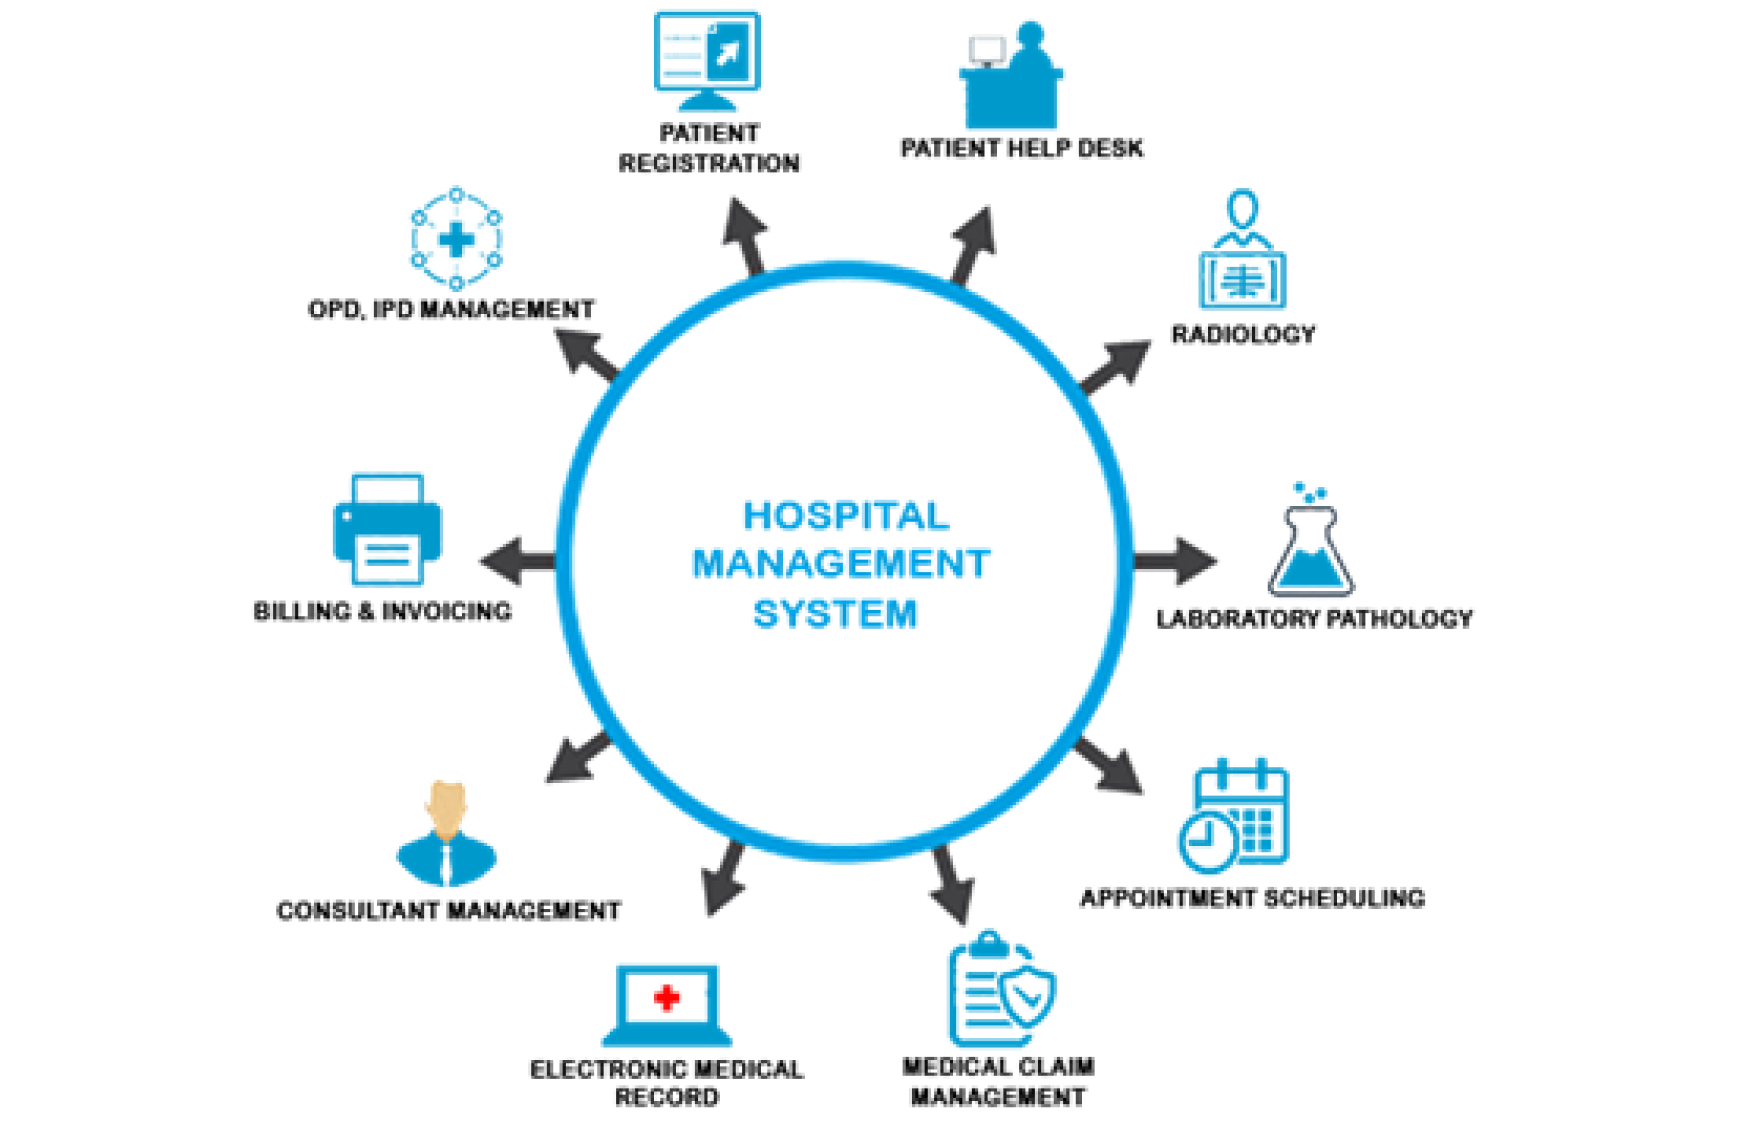 PATIENT
REGISTRATION
PATIENT HELP DESK
OPD, IPD MANAGEMENT
RADIOLOGY
HOSPITAL
MANAGEMENT
SYSTEM
BILLING & INVOICING
LABORATORY PATHOLOGY
CONSULTANT MANAGEMENT
APPOINTMENT SCHEDULING
ELECTRONIC MEDICAL
RECORD
MEDICAL CLAIM
MANAGEMENT